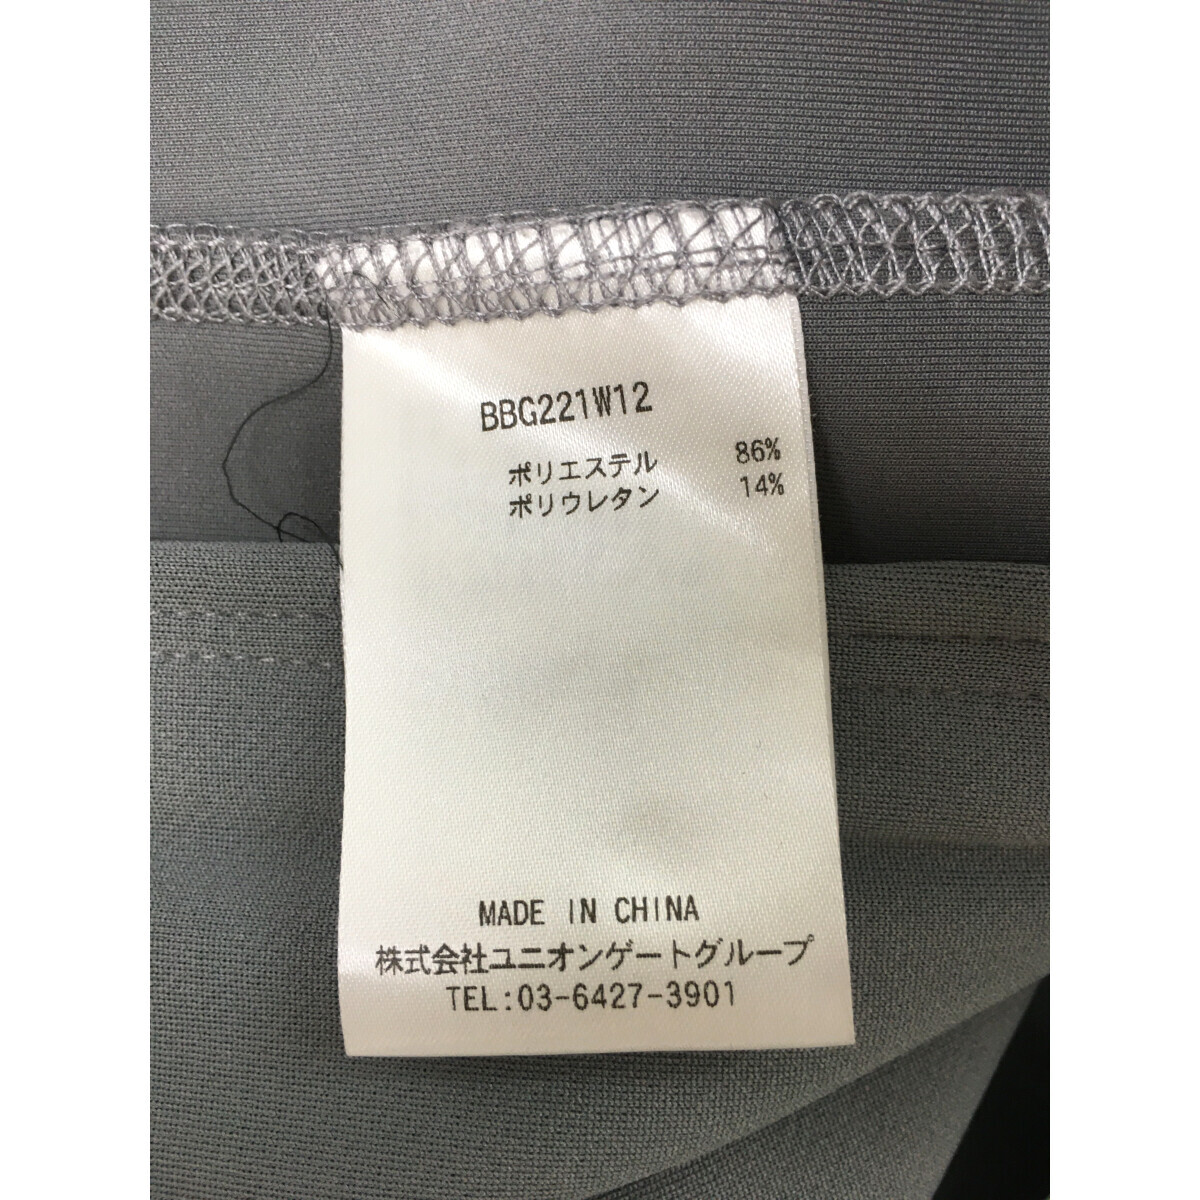 BBG221W12
ポリエステル 86%
ポリウレタン 14%
MADE IN CHINA
株式会社ユニオンゲートグループ
TEL:03-6427-3901